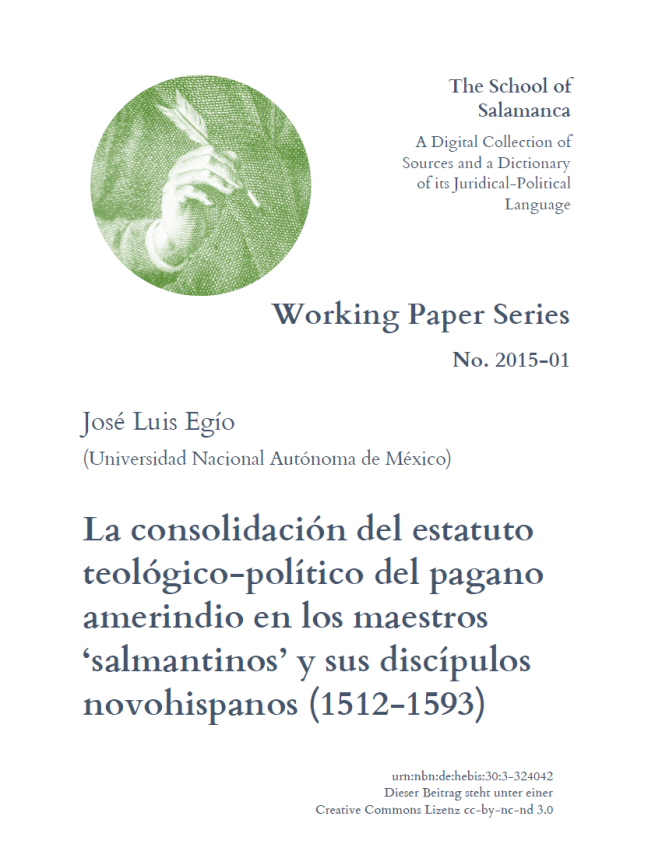 The School of
Salamanca
A Digital Collection of
Sources and a Dictionary
of its Juridical-Political
Language
Working Paper Series
No. 2015-01
José Luis Egío
(Universidad Nacional Autónoma de México)
La consolidación del estatuto
teológico-político del pagano
amerindio en los maestros
‘salmantinos’ y sus discípulos
novohispanos (1512-1593)
urn:nbn:de:hebis:30:3-324042
Dieser Beitrag steht unter einer
Creative Commons Lizenz cc-by-nc-nd 3.0